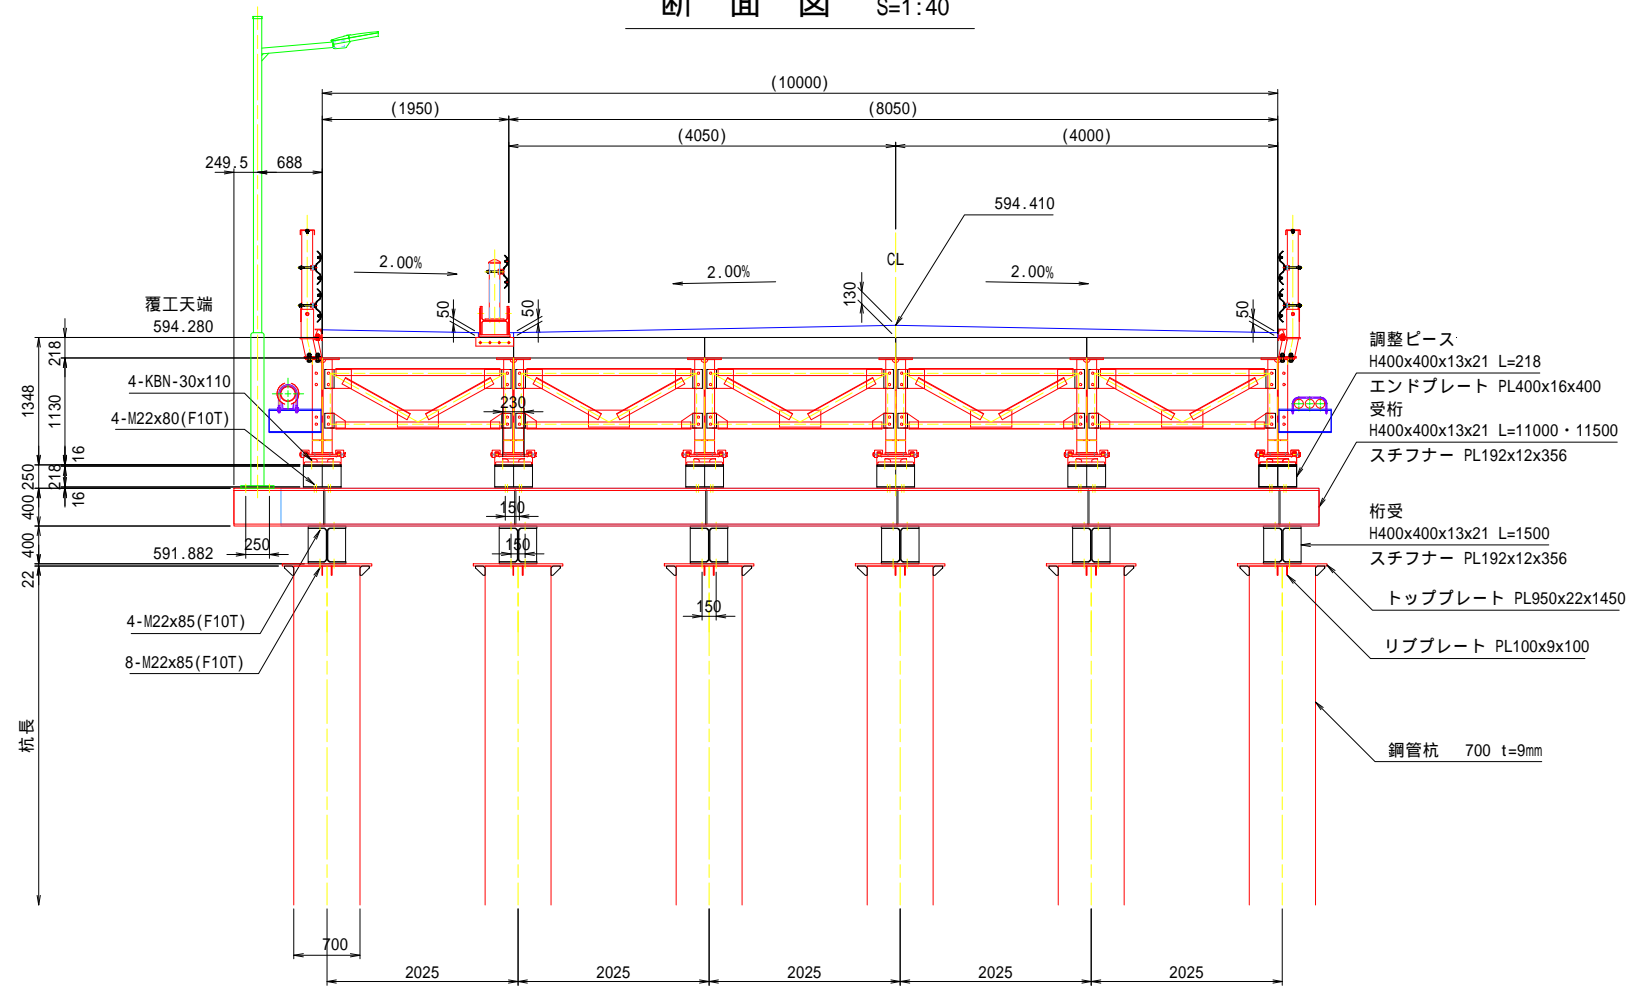 断 面 図 S=1:40
(10000)
(1950)
(8050)
(4050)
(4000)
249.5
688
594.410
CL
2.00%
2.00%
2.00%
130
50
50
50
覆工天端
594.280
218
1348
1130
16
250
218
16
400
400
22
4-KBN-30x110
4-M22x80(F10T)
230
150
150
150
250
591.882
4-M22x85(F10T)
8-M22x85(F10T)
杭長
調整ピース
H400x400x13x21 L=218
エンドプレート PL400x16x400
受桁
H400x400x13x21 L=11000・11500
スチフナー PL192x12x356
桁受
H400x400x13x21 L=1500
スチフナー PL192x12x356
トッププレート PL950x22x1450
リブプレート PL100x9x100
鋼管杭 700 t=9mm
700
2025
2025
2025
2025
2025